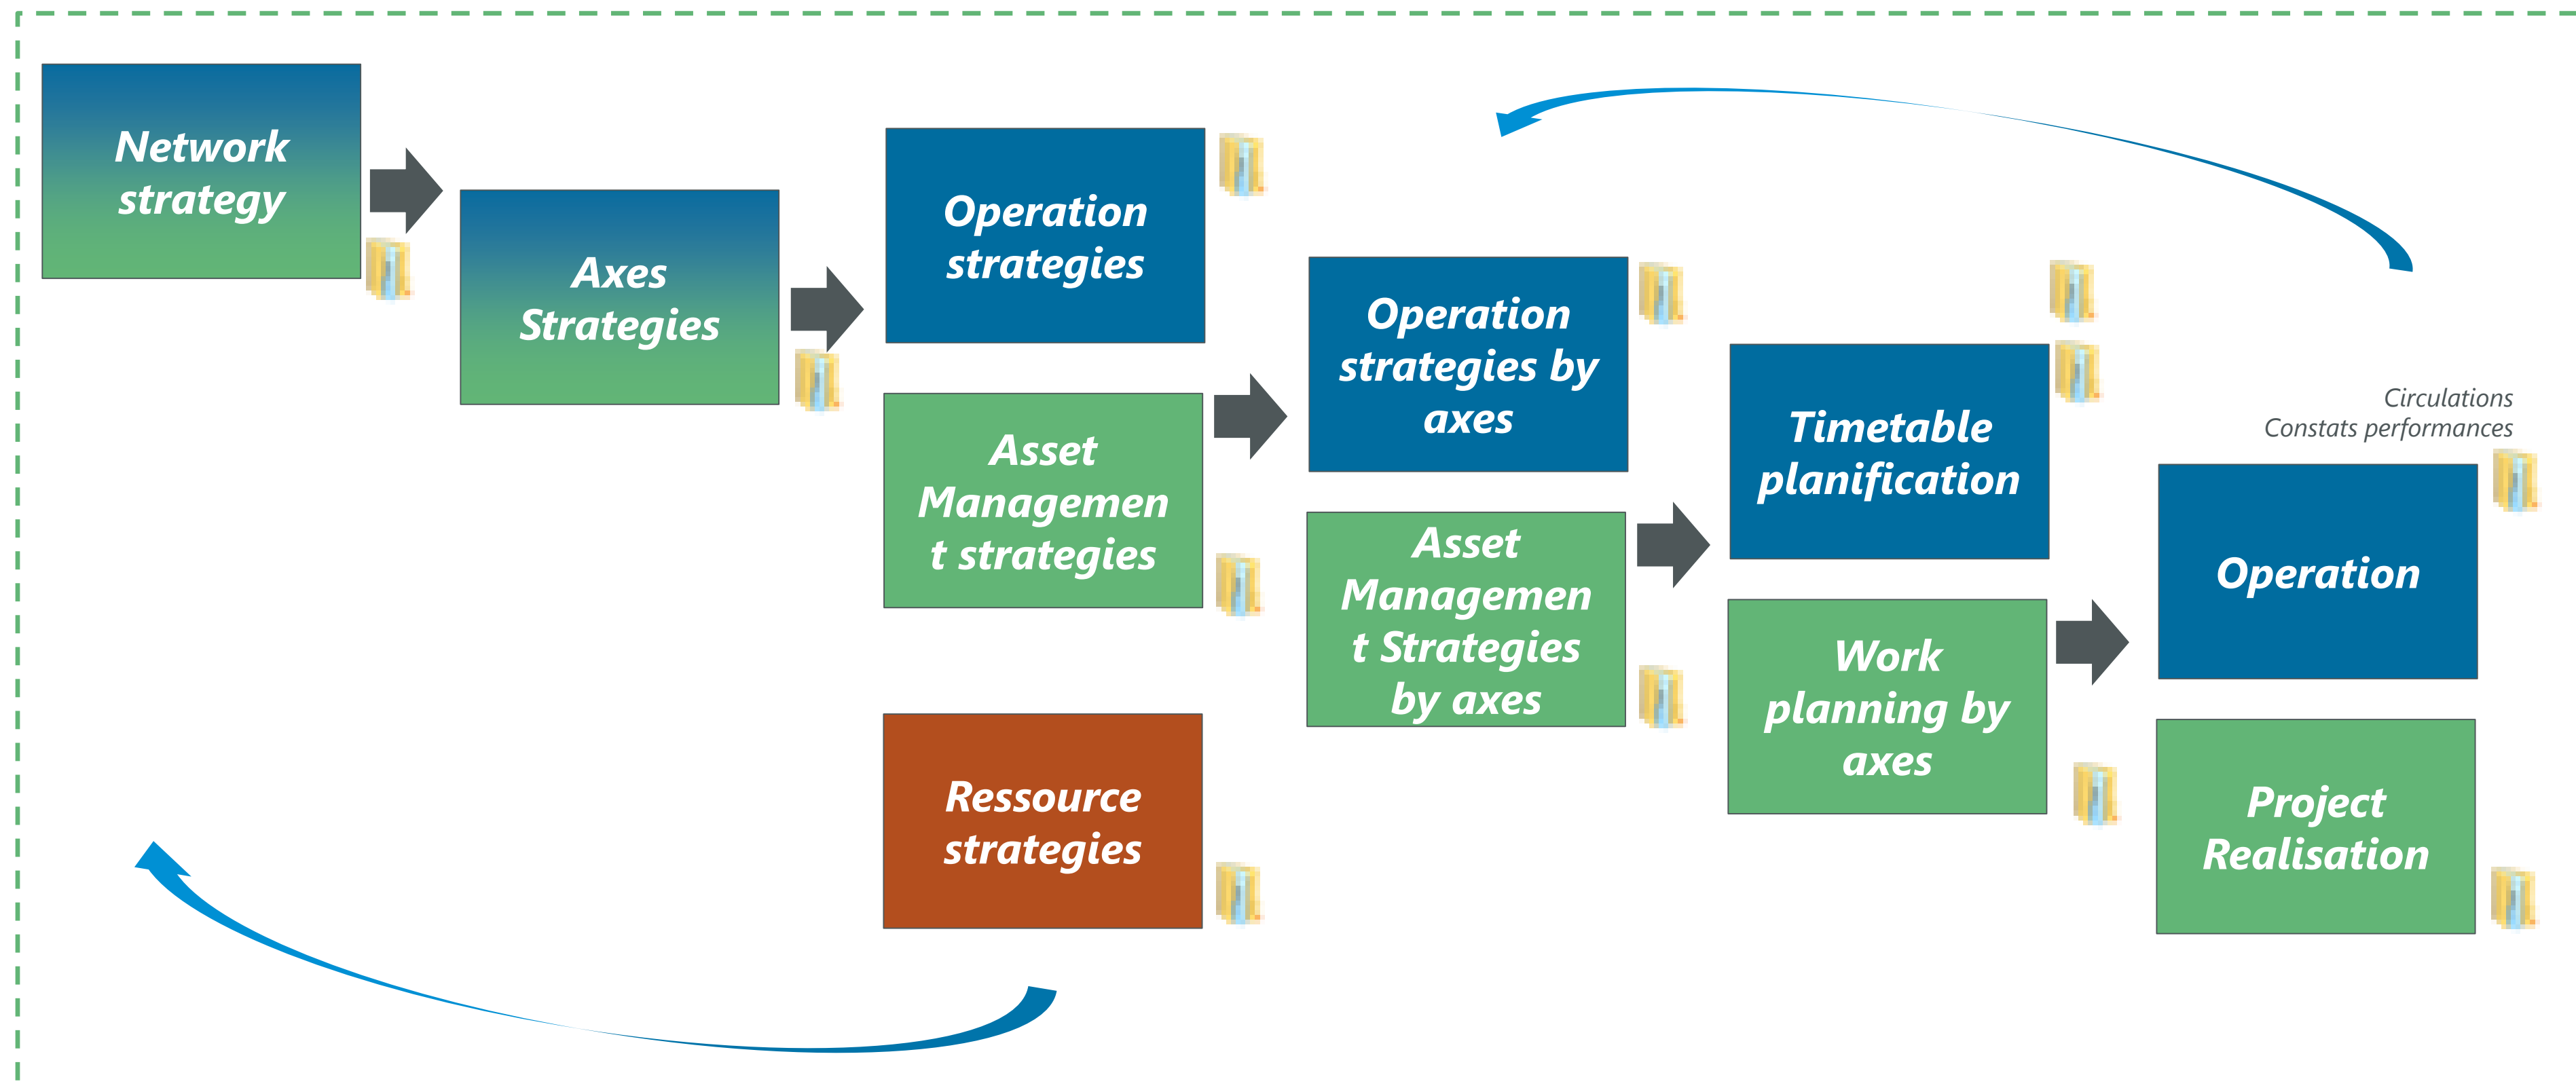 Network
strategy
Axes
Strategies
Operation
strategies
Asset
Managemen
t strategies
Ressource
strategies
Operation
strategies by
axes
Asset
Managemen
t Strategies
by axes
Timetable
planification
Work
planning by
axes
Circulations
Constats performances
Operation
Project
Realisation